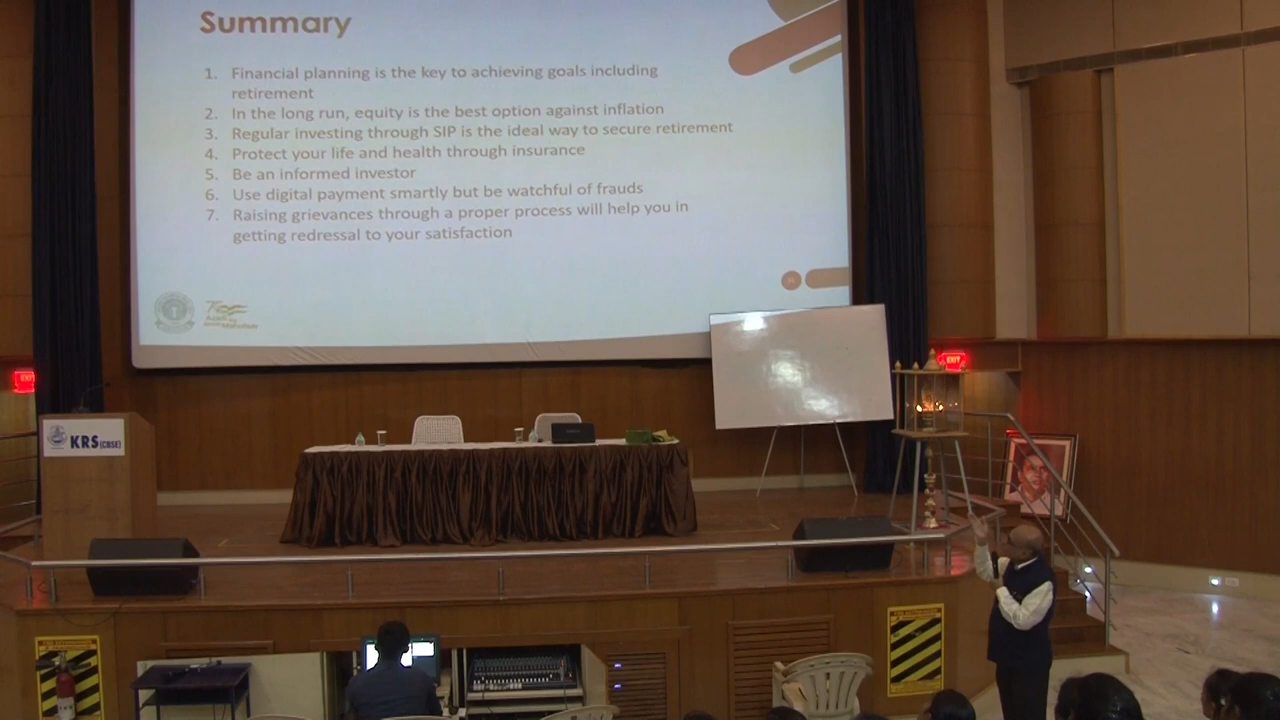 Summary
1. Financial planning is the key to achieving goals including
retirement
2. In the long run, equity is the best option against inflation
3. Regular investing through SIP is the ideal way to secure retirement
4. Protect your life and health through insurance
5. Be an informed investor
6. Use digital payment smartly but be watchful of frauds
7. Raising grievances through a proper process will help you in
getting redressal to your satisfaction
Azadi Ka
Amrit Mahotsav
EXIT
EXIT
KRS (CBSE)